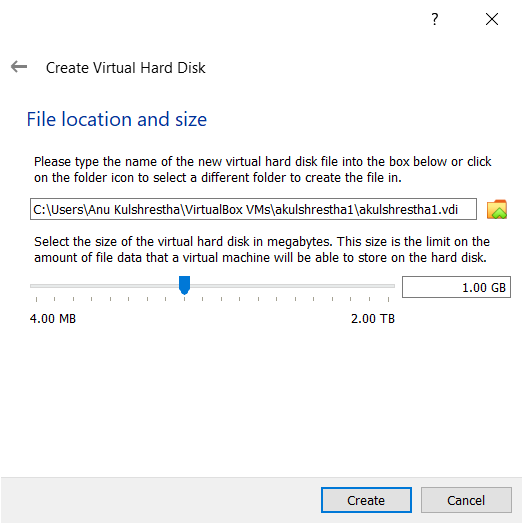 ?
Create Virtual Hard Disk
File location and size
Please type the name of the new virtual hard disk file into the box below or click
on the folder icon to select a different folder to create the file in.
C:\Users\Anu Kulshrestha\VirtualBox VMs\akulshrestha1\akulshrestha1.vdi
Select the size of the virtual hard disk in megabytes. This size is the limit on the
amount of file data that a virtual machine will be able to store on the hard disk.
1.00 GB
4.00 MB 2.00 TB
Create Cancel